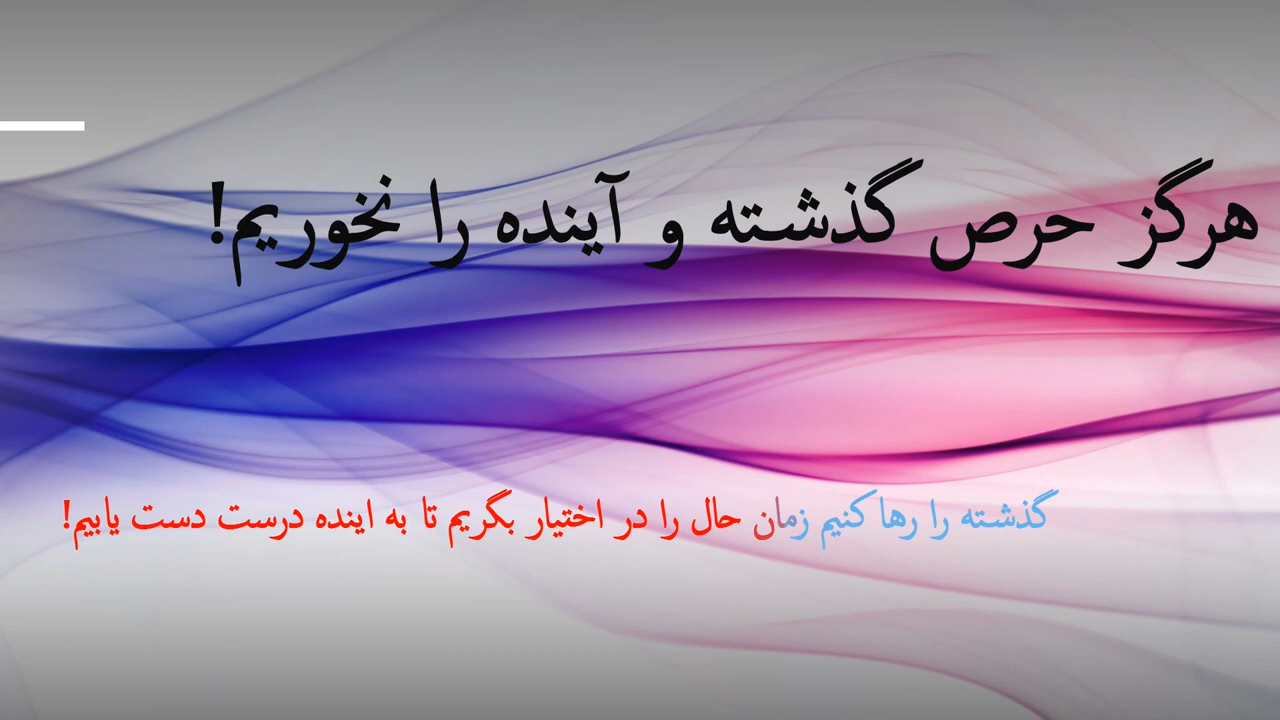 هرگز حرص گذشته و آینده را نخوریم!
گذشته را رها کنیم زمان حال را در اختیار بگریم تا به اینده درست دست یابیم!